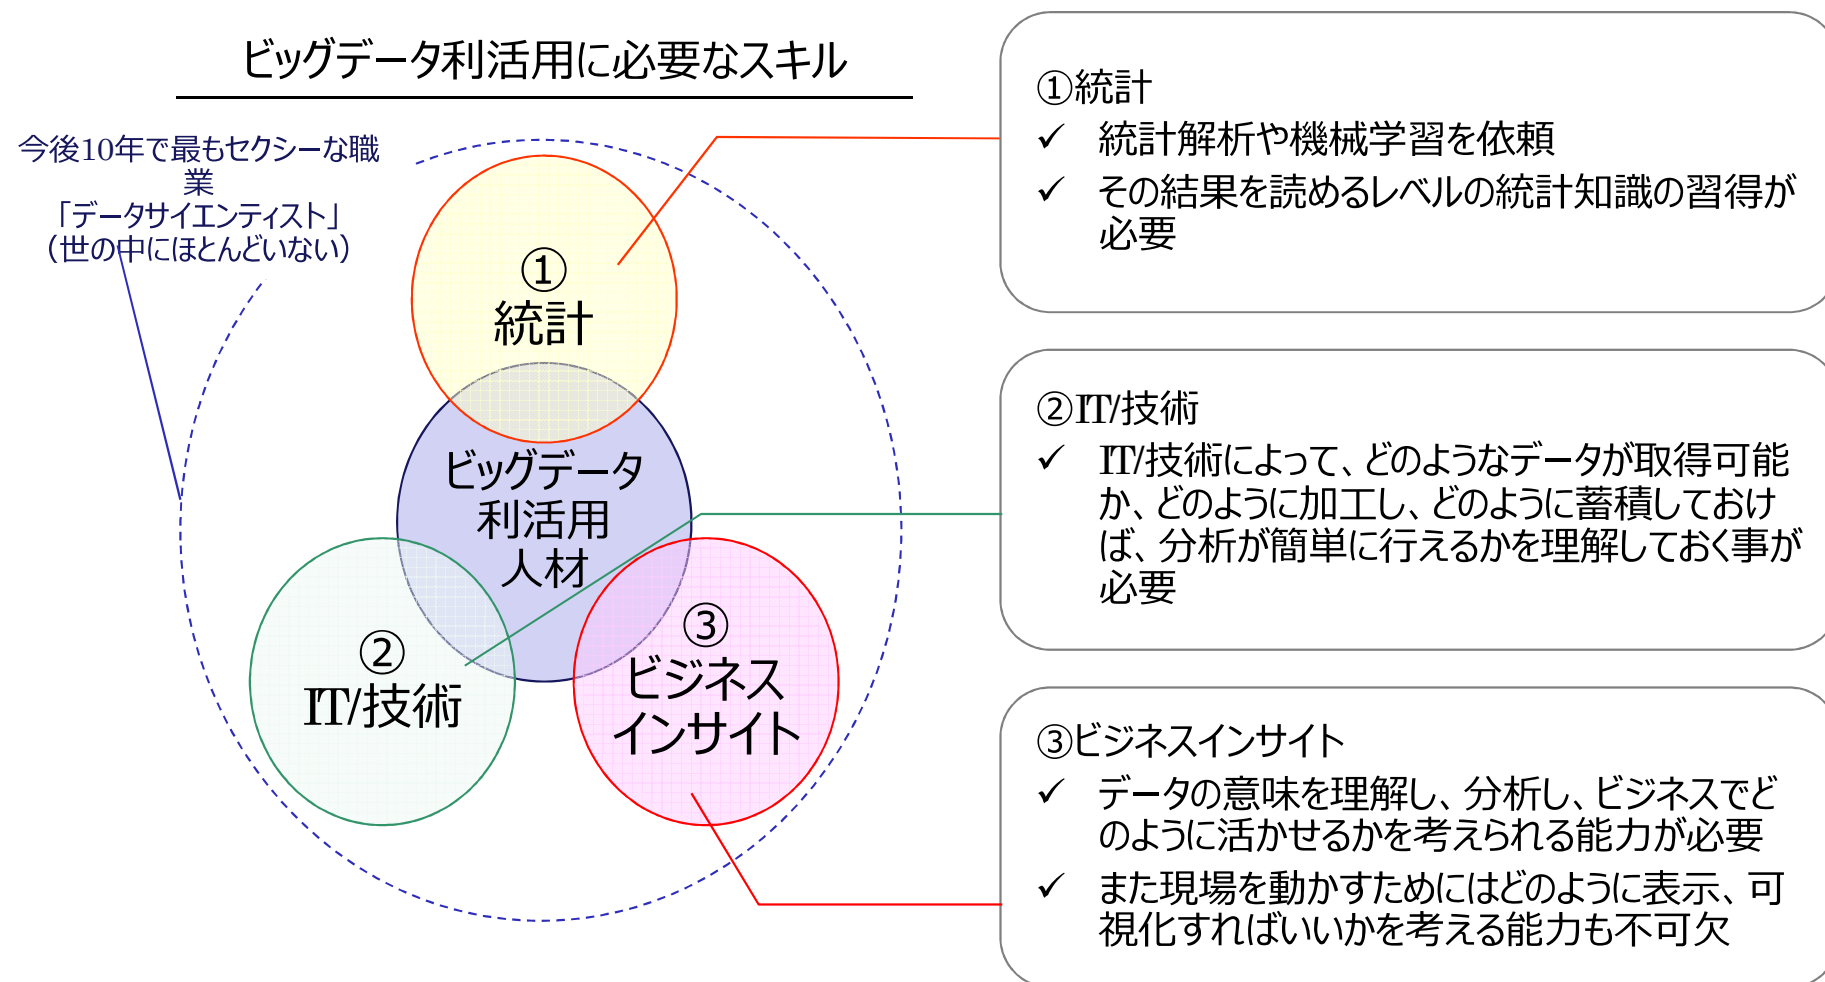 ビッグデータ利活用に必要なスキル
今後10年で最もセクシーな職
業
「データサイエンティスト」
（世の中にほとんどいない）
①
統計
ビッグデータ
利活用
人材
②
IT/技術
③
ビジネス
インサイト
①統計
✓ 統計解析や機械学習を依頼
✓ その結果を読めるレベルの統計知識の習得が
必要
②IT/技術
✓ IT/技術によって、どのようなデータが取得可能
か、どのように加工し、どのように蓄積しておけ
ば、分析が簡単に行えるかを理解しておく事が
必要
③ビジネスインサイト
✓ データの意味を理解し、分析し、ビジネスでど
のように活かせるかを考えられる能力が必要
✓ また現場を動かすためにはどのように表示、可
視化すればいいかを考える能力も不可欠